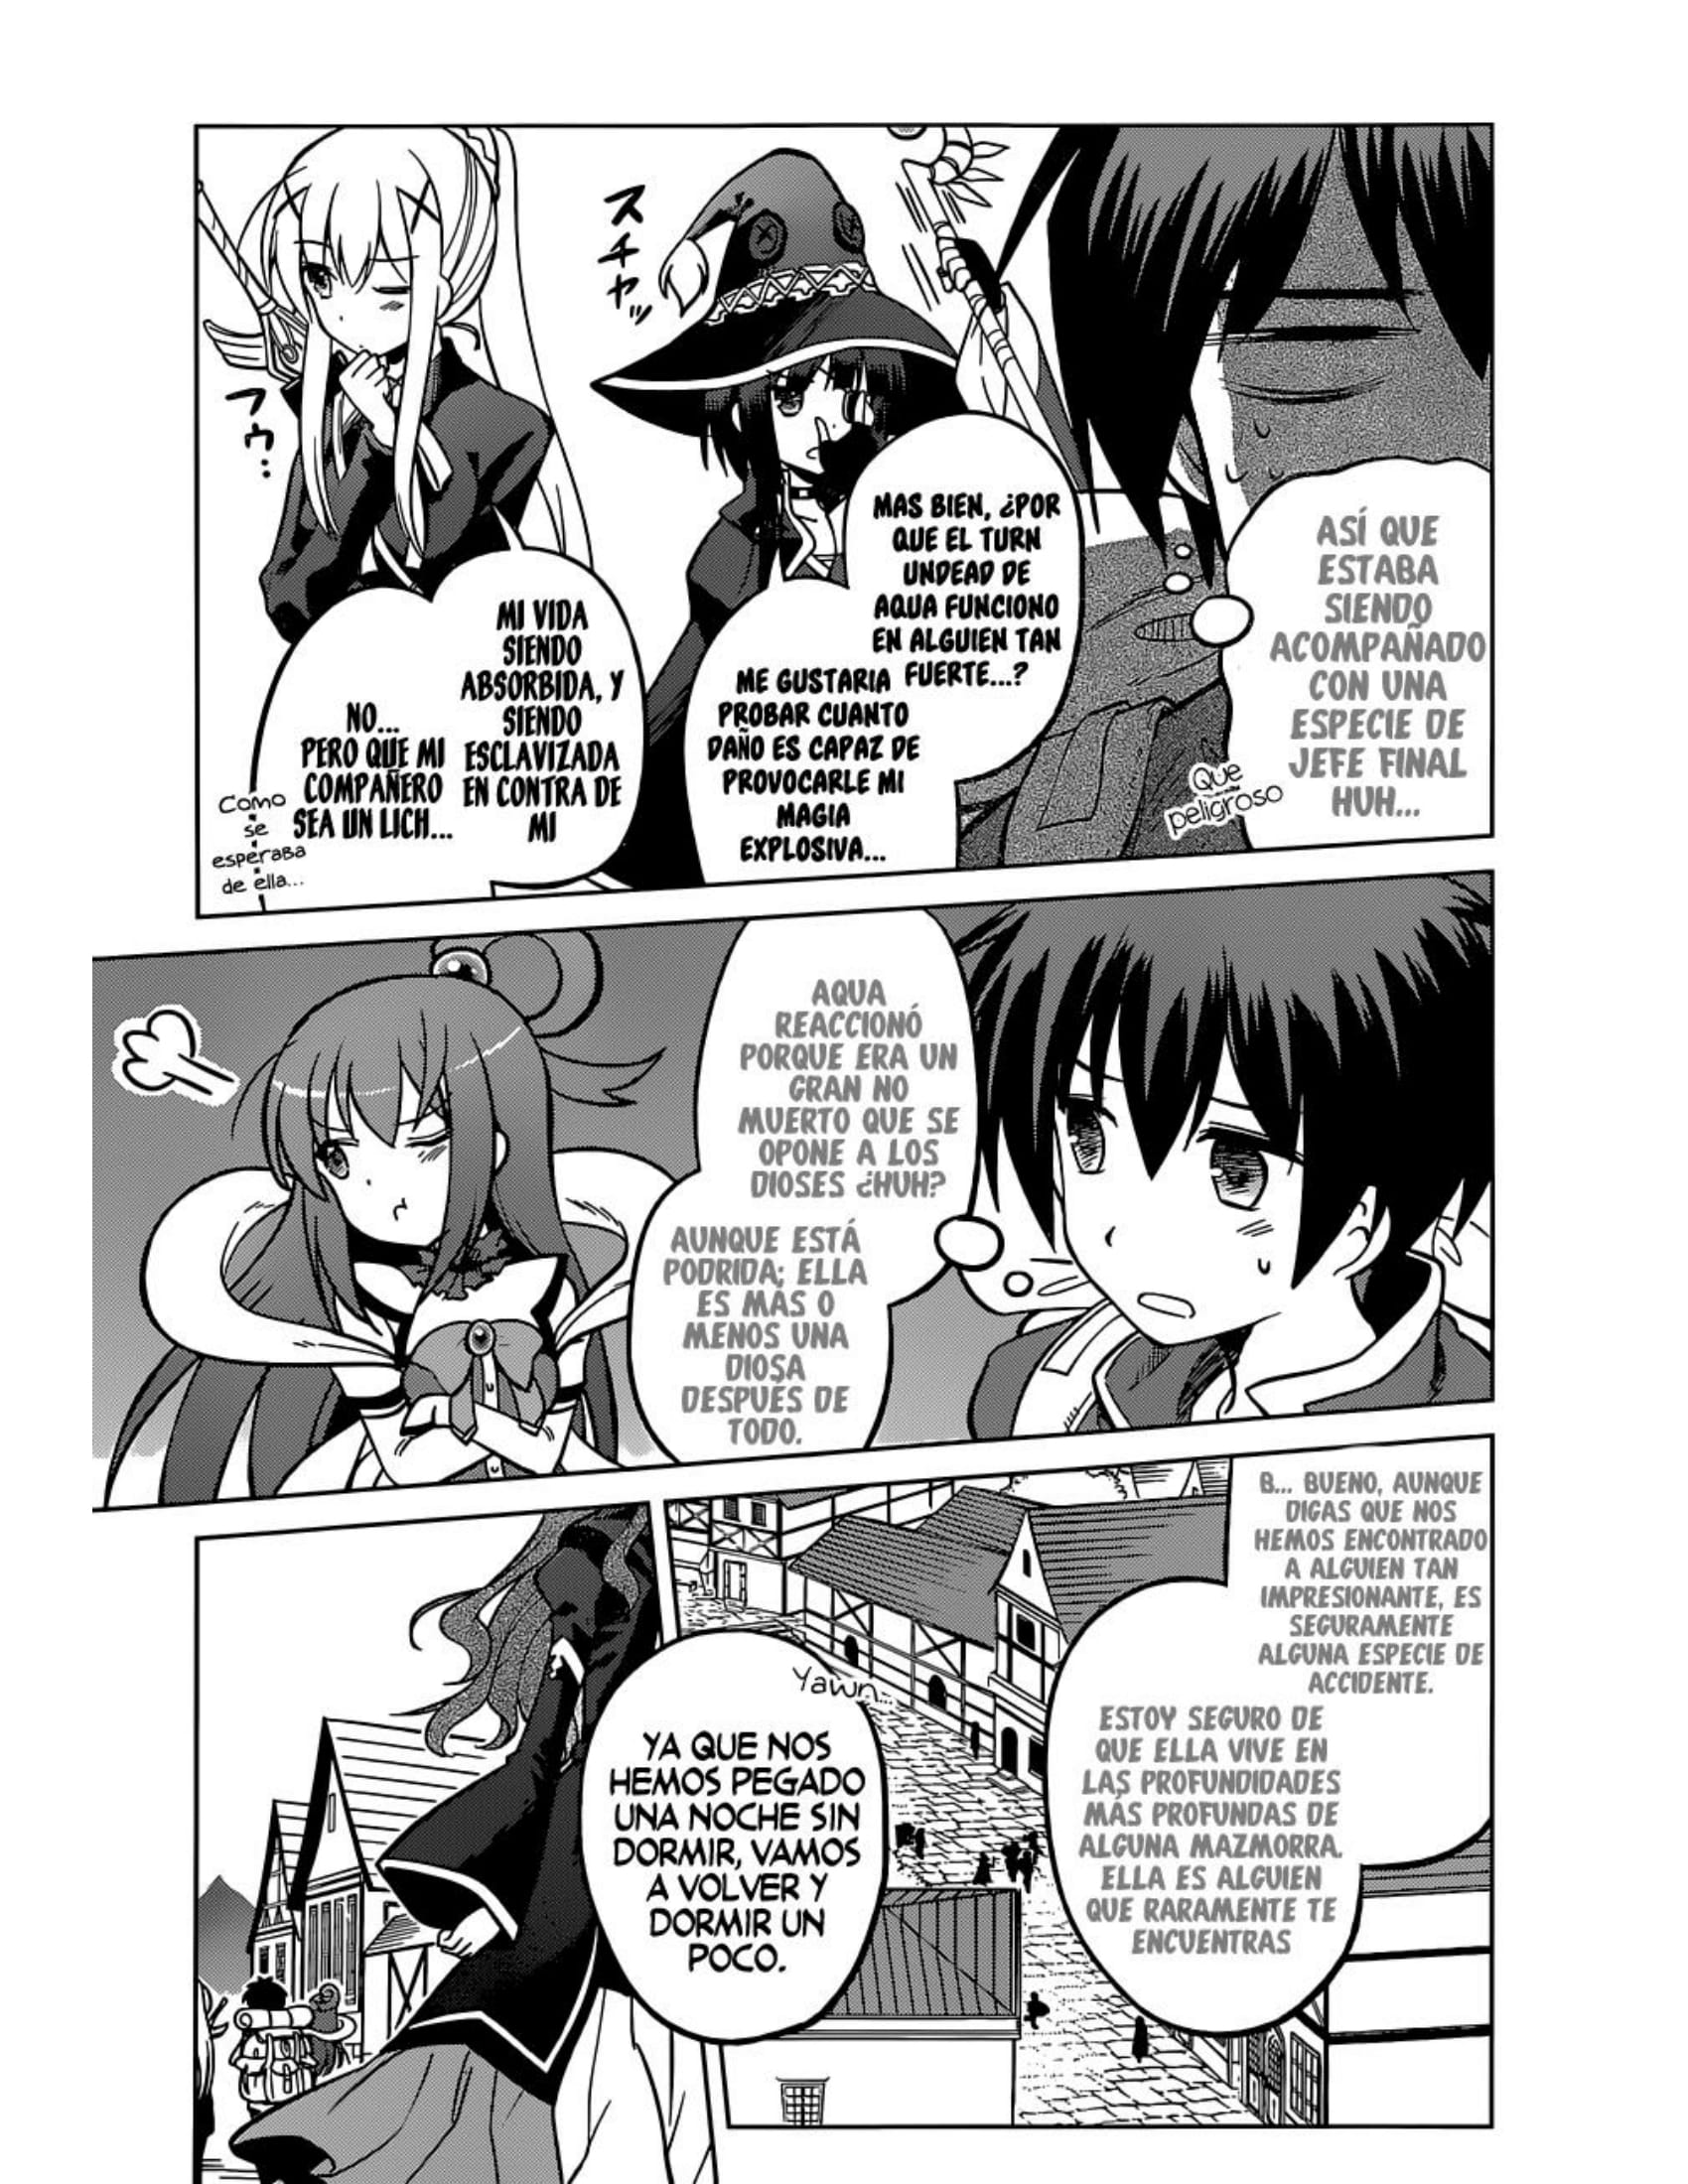 ASÍ QUE
ESTABA
SIENDO
ACOMPAÑADO
CON UNA
ESPECIE DE
JEFE FINAL
HUH...
Que
peligroso
MAS BIEN, ¿POR
QUE EL TURN
UNDEAD DE
AQUA FUNCIONO
EN ALGUIEN TAN
FUERTE...?
ME GUSTARIA
PROBAR CUANTO
DAÑO ES CAPAZ DE
PROVOCARLE MI
MAGIA
EXPLOSIVA...
スチャッ
MI VIDA
SIENDO
ABSORBIDA, Y
SIENDO
ESCLAVIZADA
EN CONTRA DE
MI
NO...
PERO QUE MI
COMPAÑERO
SEA UN LICH...
フウ...
Como
se
esperaba
de ella...
AQUA
REACCIONÓ
PORQUE ERA UN
GRAN NO
MUERTO QUE SE
OPONE A LOS
DIOSES ¿HUH?
AUNQUE ESTÁ
PODRIDA; ELLA
ES MÁS O
MENOS UNA
DIOSA
DESPUÉS DE
TODO.
B... BUENO, AUNQUE
DIGAS QUE NOS
HEMOS ENCONTRADO
A ALGUIEN TAN
IMPRESIONANTE, ES
SEGURAMENTE
ALGUNA ESPECIE DE
ACCIDENTE.
ESTOY SEGURO DE
QUE ELLA VIVE EN
LAS PROFUNDIDADES
MÁS PROFUNDAS DE
ALGUNA MAZMORRA.
ELLA ES ALGUIEN
QUE RARAMENTE TE
ENCUENTRAS
Yawn...
YA QUE NOS
HEMOS PEGADO
UNA NOCHE SIN
DORMIR, VAMOS
A VOLVER Y
DORMIR UN
POCO.